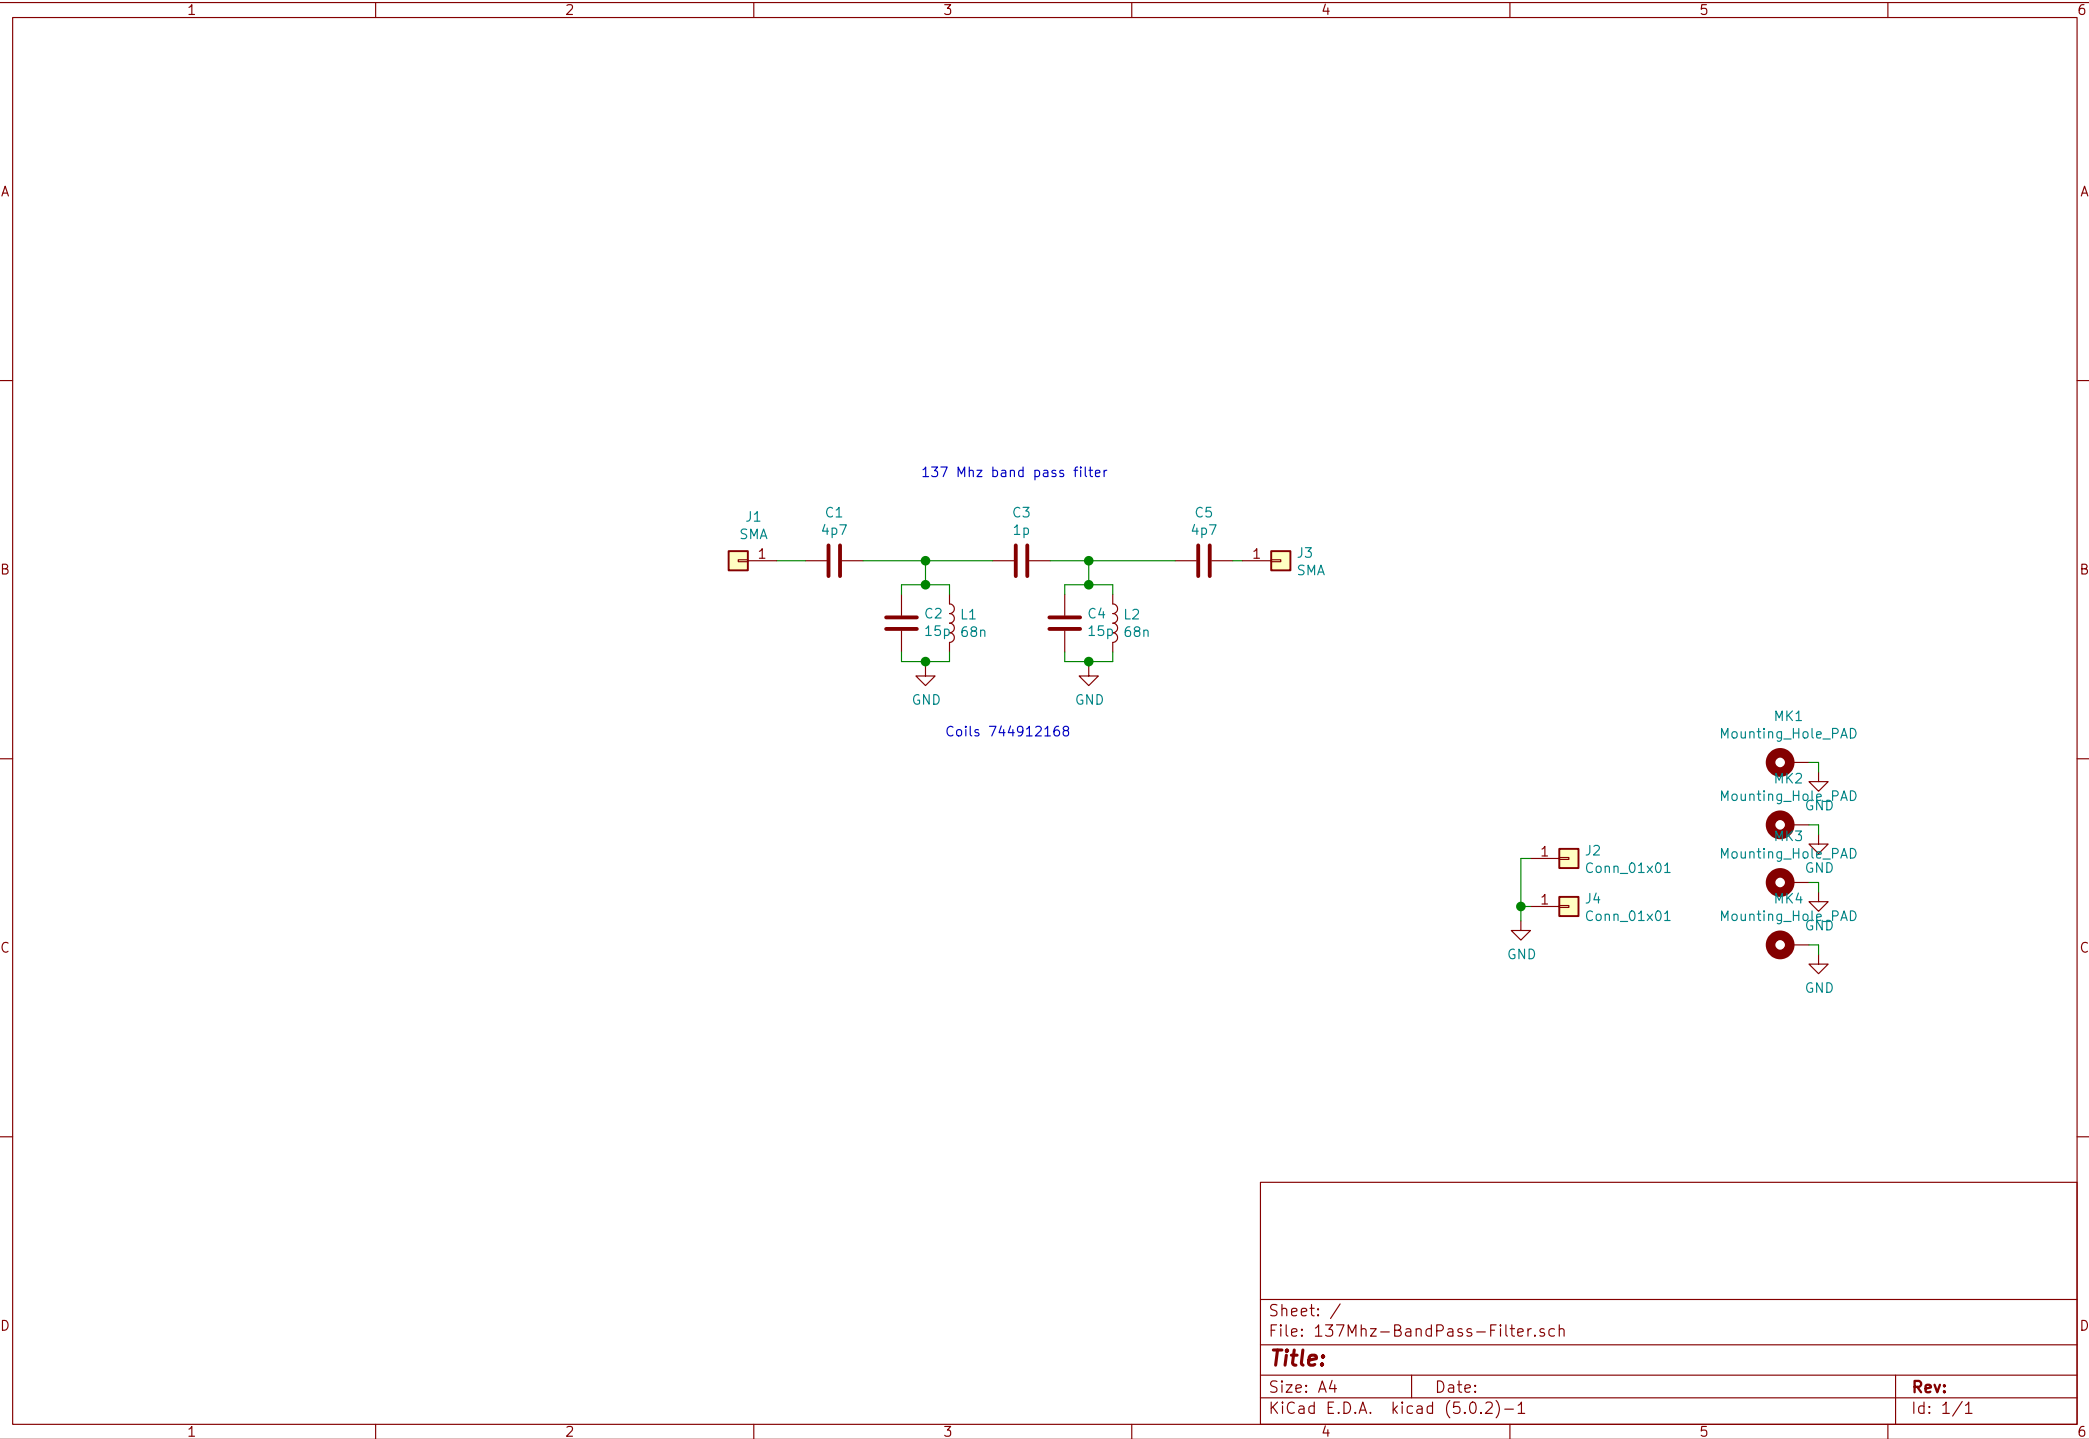 1 2 3 4 5 6
A A
137 Mhz band pass filter
J1
SMA
1
C1
4p7
C3
1p
C5
4p7
1
J3
SMA
B B
C2
15p
L1
68n
C4
15p
L2
68n
GND
GND
Coils 744912168
MK1
Mounting_Hole_PAD
GND
MK2
Mounting_Hole_PAD
GND
MK3
Mounting_Hole_PAD
GND
MK4
Mounting_Hole_PAD
GND
1
J2
Conn_01x01
1
J4
Conn_01x01
GND
C C
D D
Sheet: /
File: 137Mhz-BandPass-Filter.sch
Title:
Size: A4 Date: Rev:
KiCad E.D.A. kicad (5.0.2)-1 Id: 1/1
1 2 3 4 5 6